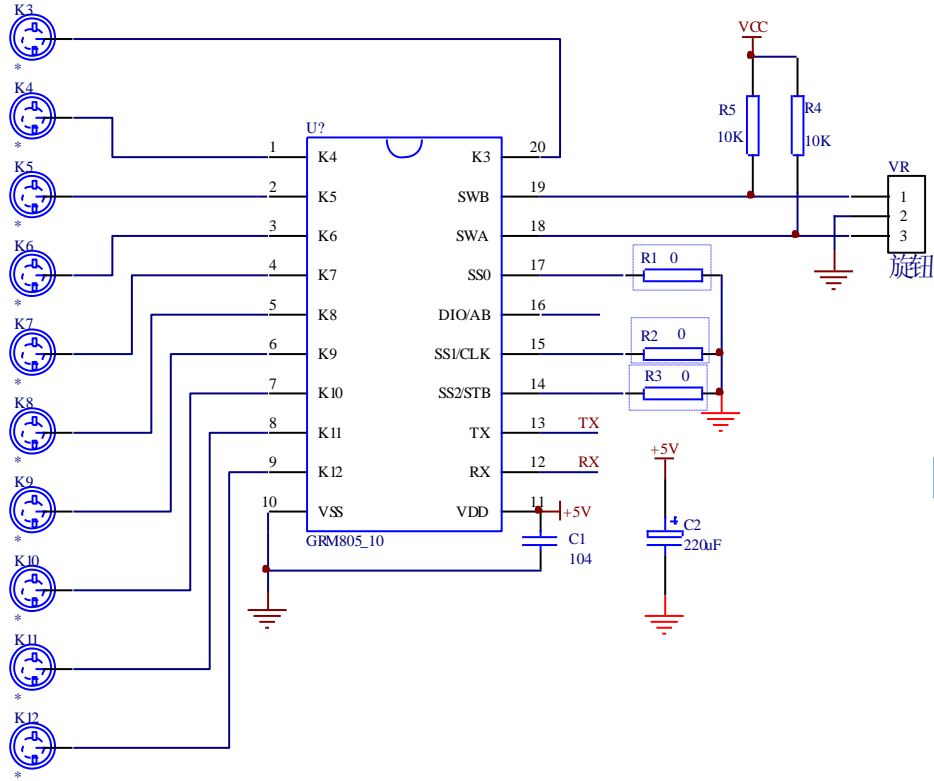 K3
*
K4
*
K5
*
K6
*
K7
*
K8
*
K9
*
K10
*
K11
*
K12
*
U?
1 K4
2 K5
3 K6
4 K7
5 K8
6 K9
7 K10
8 K11
9 K12
10 VSS
K3 20
SWB 19
SWA 18
SS0 17
DIO/AB 16
SS1/CLK 15
SS2/STB 14
TX 13 TX
RX 12 RX
VDD 11 +5V
GRM805_10
C1
104
VCC
R5
10K
R4
10K
VR
1
2
3
旋钮
R1 0
R2 0
R3 0
+5V
+
C2
220uF